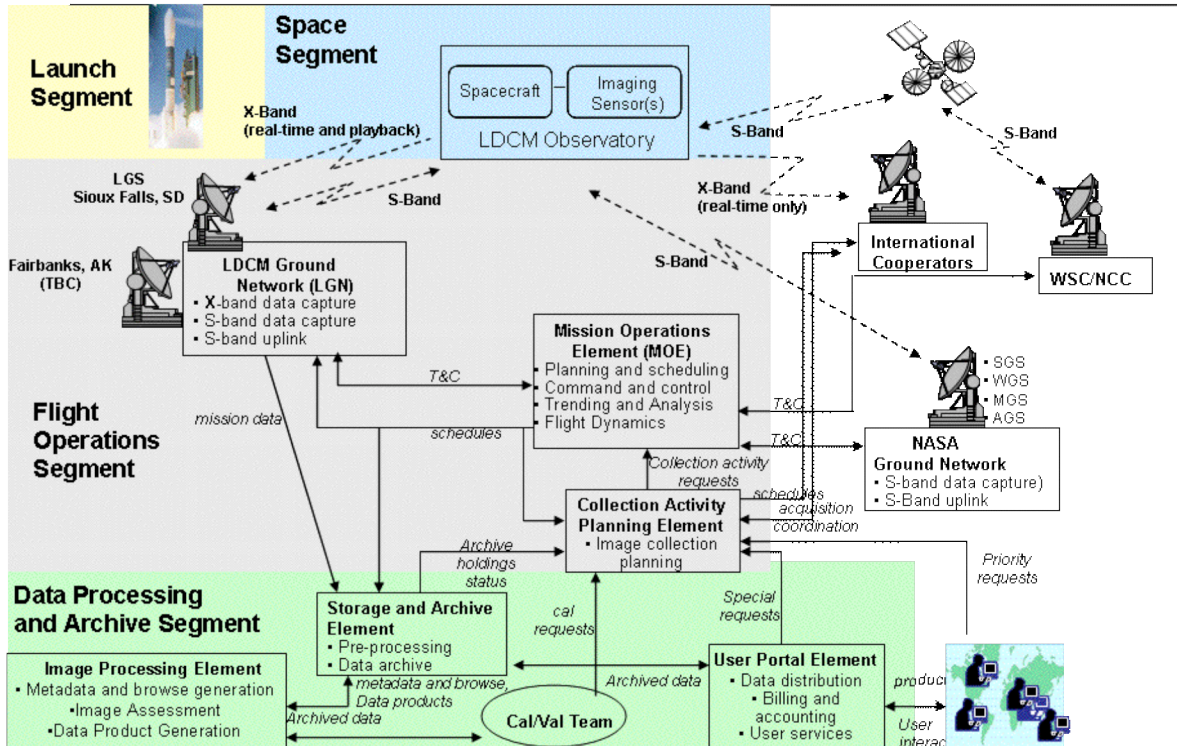 Launch
Segment
Space
Segment
Spacecraft
Imaging
Sensor(s)
LDCM Observatory
X-Band
(real-time and playback)
S-Band
S-Band
LGS
Sioux Falls, SD
S-Band
X-Band
(real-time only)
Fairbanks, AK
(TBC)
LDCM Ground
Network (LGN)
▪ X-band data capture
▪ S-band data capture
▪ S-band uplink
S-Band
International
Cooperators
WSC/NCC
Mission Operations
Element (MOE)
▪ Planning and scheduling
▪ Command and control
▪ Trending and Analysis
▪ Flight Dynamics
▪ SGS
▪ WGS
▪ MGS
▪ AGS
T&C
T&C
T&C
mission data
schedules
Flight
Operations
Segment
NASA
Ground Network
▪ S-band data capture)
▪ S-Band uplink
Collection activity
requests
schedules
acquisition
coordination
Collection Activity
Planning Element
▪ Image collection
planning
Archive
holdings
status
Priority
requests
Data Processing
and Archive Segment
Storage and Archive
Element
▪ Pre-processing
▪ Data archive
cal
requests
Special
requests
Image Processing Element
▪ Metadata and browse generation
▪Image Assessment
▪Data Product Generation
metadata and browse,
Data products
Archived data
Archived data
Cal/Val Team
User Portal Element
▪ Data distribution
▪ Billing and
accounting
▪ User services
produc
User
interac